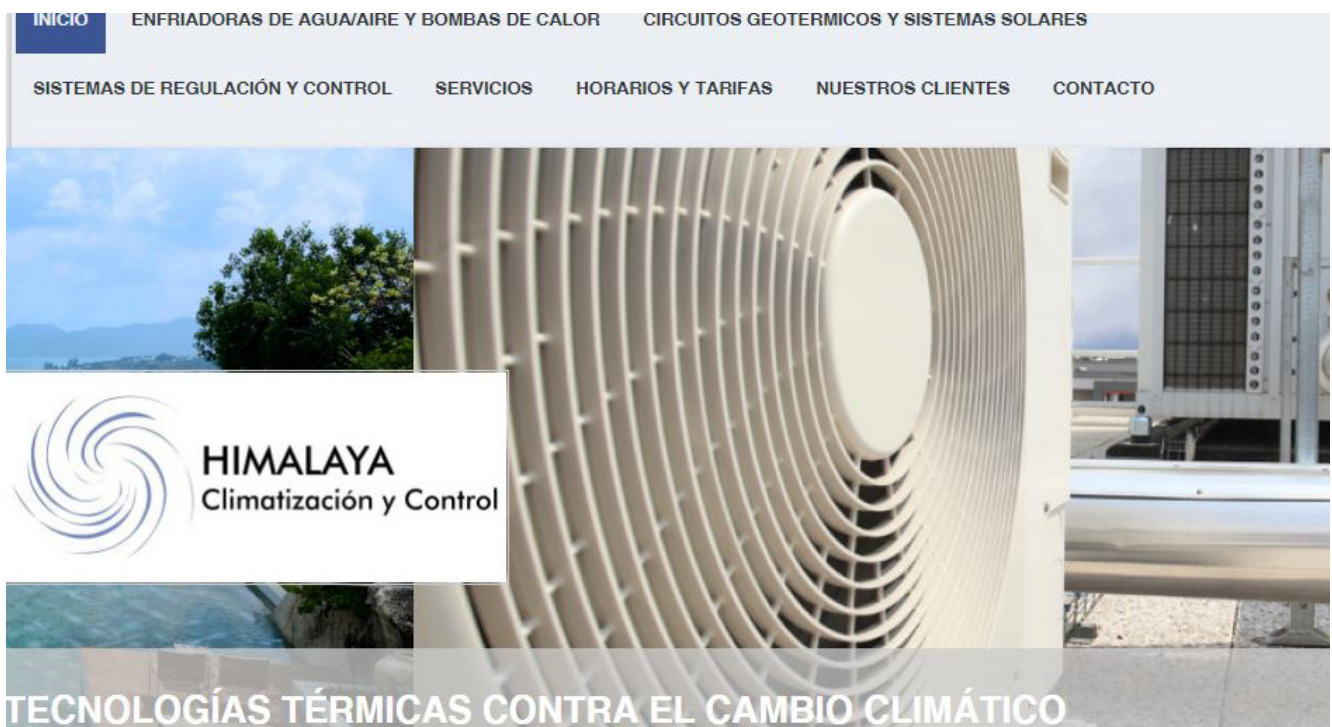 INICIO ENFRIADORAS DE AGUA/AIRE Y BOMBAS DE CALOR CIRCUITOS GEOTERMICOS Y SISTEMAS SOLARES
SISTEMAS DE REGULACIÓN Y CONTROL SERVICIOS HORARIOS Y TARIFAS NUESTROS CLIENTES CONTACTO
HIMALAYA
Climatización y Control
TECNOLOGÍAS TÉRMICAS CONTRA EL CAMBIO CLIMÁTICO